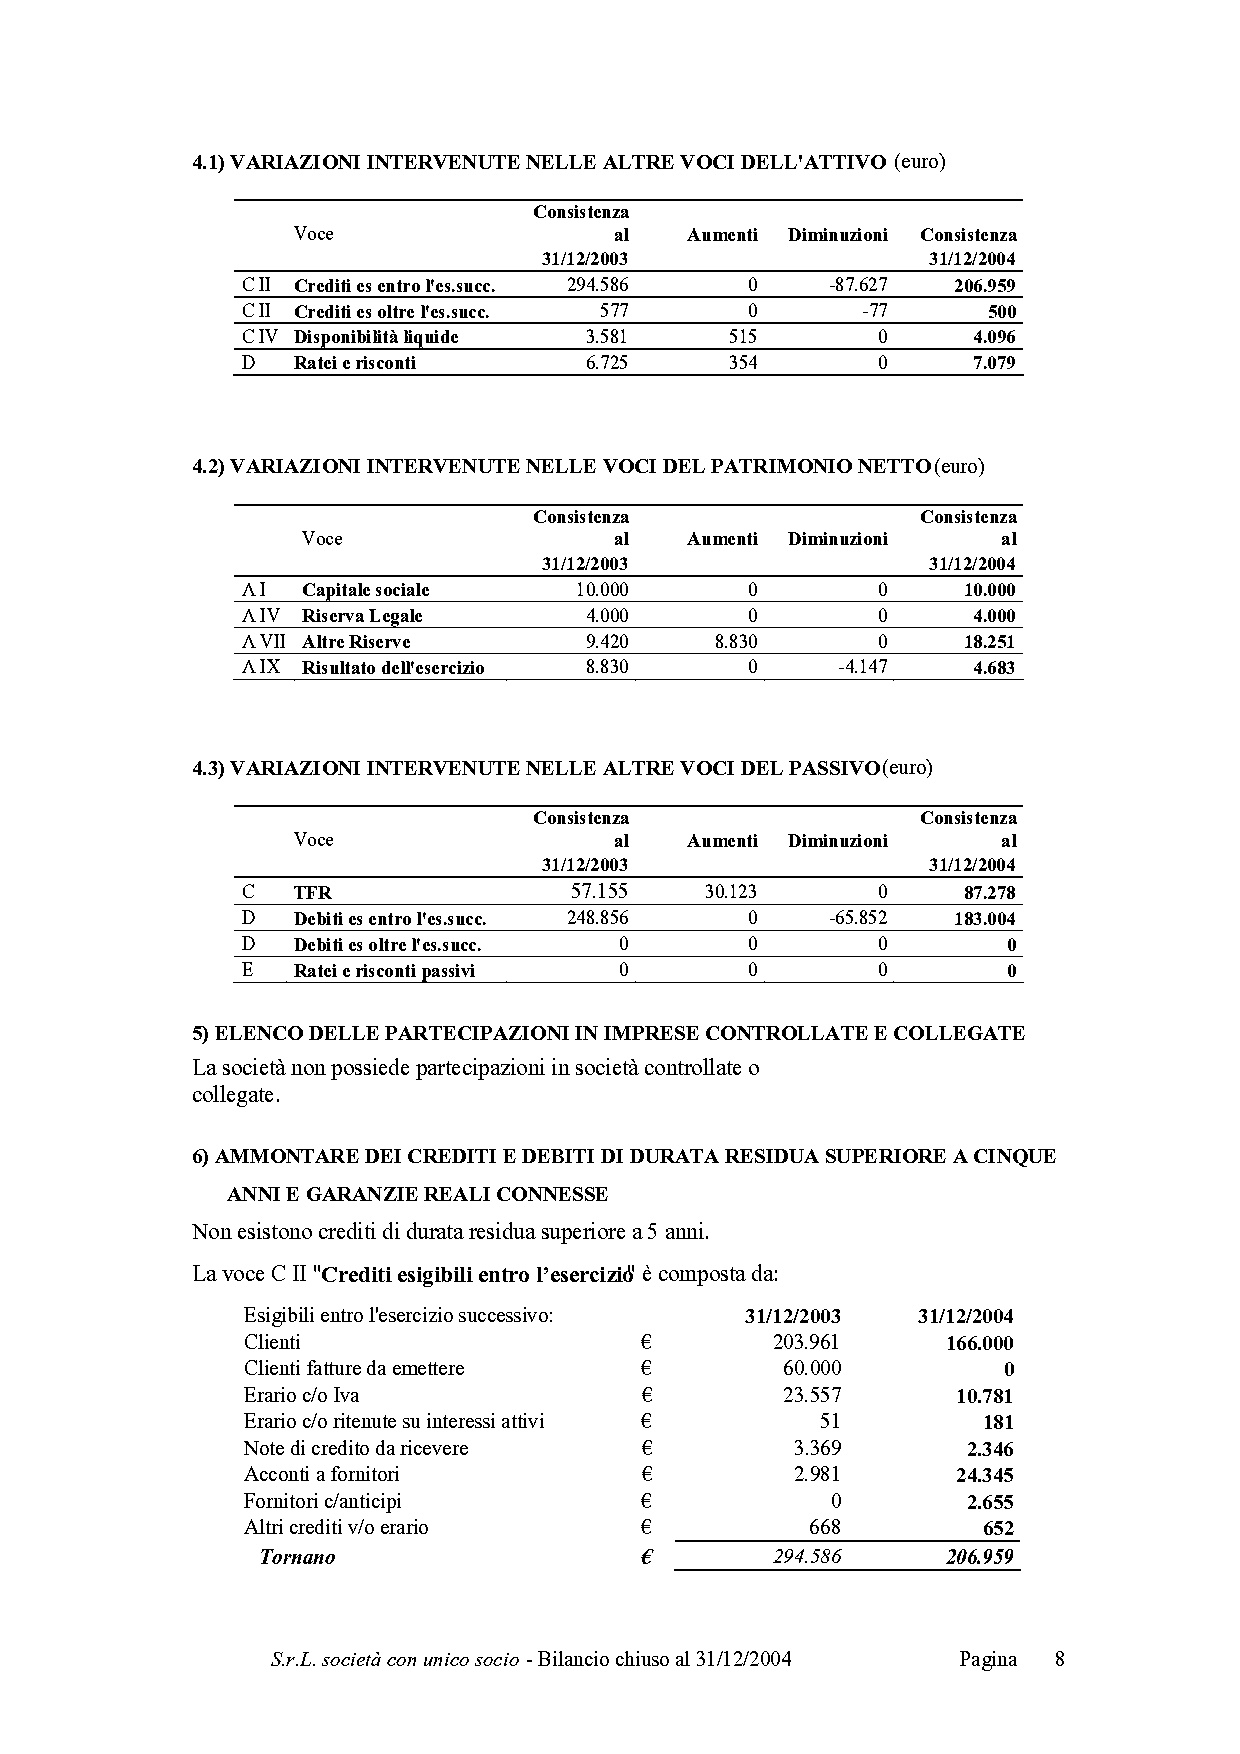 4.1) VARIAZIONI INTERVENUTE NELLE ALTRE VOCI DELL'ATTIVO (euro)
Consistenza
Voce al Aumenti Diminuzioni Consistenza
31/12/2003 31/12/2004
C II Crediti es entro l'es.succ. 294.586 0 -87.627 206.959
C II Crediti es oltre l'es.succ. 577 0 -77 500
C IV Disponibilità liquide 3.581 515 0 4.096
D Ratei e risconti 6.725 354 0 7.079
4.2) VARIAZIONI INTERVENUTE NELLE VOCI DEL PATRIMONIO NETTO (euro)
Consistenza Consistenza
Voce al Aumenti Diminuzioni al
31/12/2003 31/12/2004
A I Capitale sociale 10.000 0 0 10.000
A IV Riserva Legale 4.000 0 0 4.000
A VII Altre Riserve 9.420 8.830 0 18.251
A IX Risultato dell'esercizio 8.830 0 -4.147 4.683
4.3) VARIAZIONI INTERVENUTE NELLE ALTRE VOCI DEL PASSIVO (euro)
Consistenza Consistenza
Voce al Aumenti Diminuzioni al
31/12/2003 31/12/2004
C TFR 57.155 30.123 0 87.278
D Debiti es entro l'es.succ. 248.856 0 -65.852 183.004
D Debiti es oltre l'es.succ. 0 0 0 0
E Ratei e risconti passivi 0 0 0 0
5) ELENCO DELLE PARTECIPAZIONI IN IMPRESE CONTROLLATE E COLLEGATE
La società non possiede partecipazioni in società controllate o
collegate.
6) AMMONTARE DEI CREDITI E DEBITI DI DURATA RESIDUA SUPERIORE A CINQUE
ANNI E GARANZIE REALI CONNESSE
Non esistono crediti di durata residua superiore a 5 anni.
La voce C II "Crediti esigibili entro l’esercizio" è composta da:
Esigibili entro l'esercizio successivo: 31/12/2003 31/12/2004
Clienti € 203.961 166.000
Clienti fatture da emettere € 60.000 0
Erario c/o Iva € 23.557 10.781
Erario c/o ritenute su interessi attivi € 51 181
Note di credito da ricevere € 3.369 2.346
Acconti a fornitori € 2.981 24.345
Fornitori c/anticipi € 0 2.655
Altri crediti v/o erario € 668 652
Tornano € 294.586 206.959
S.r.L. società con unico socio - Bilancio chiuso al 31/12/2004 Pagina 8